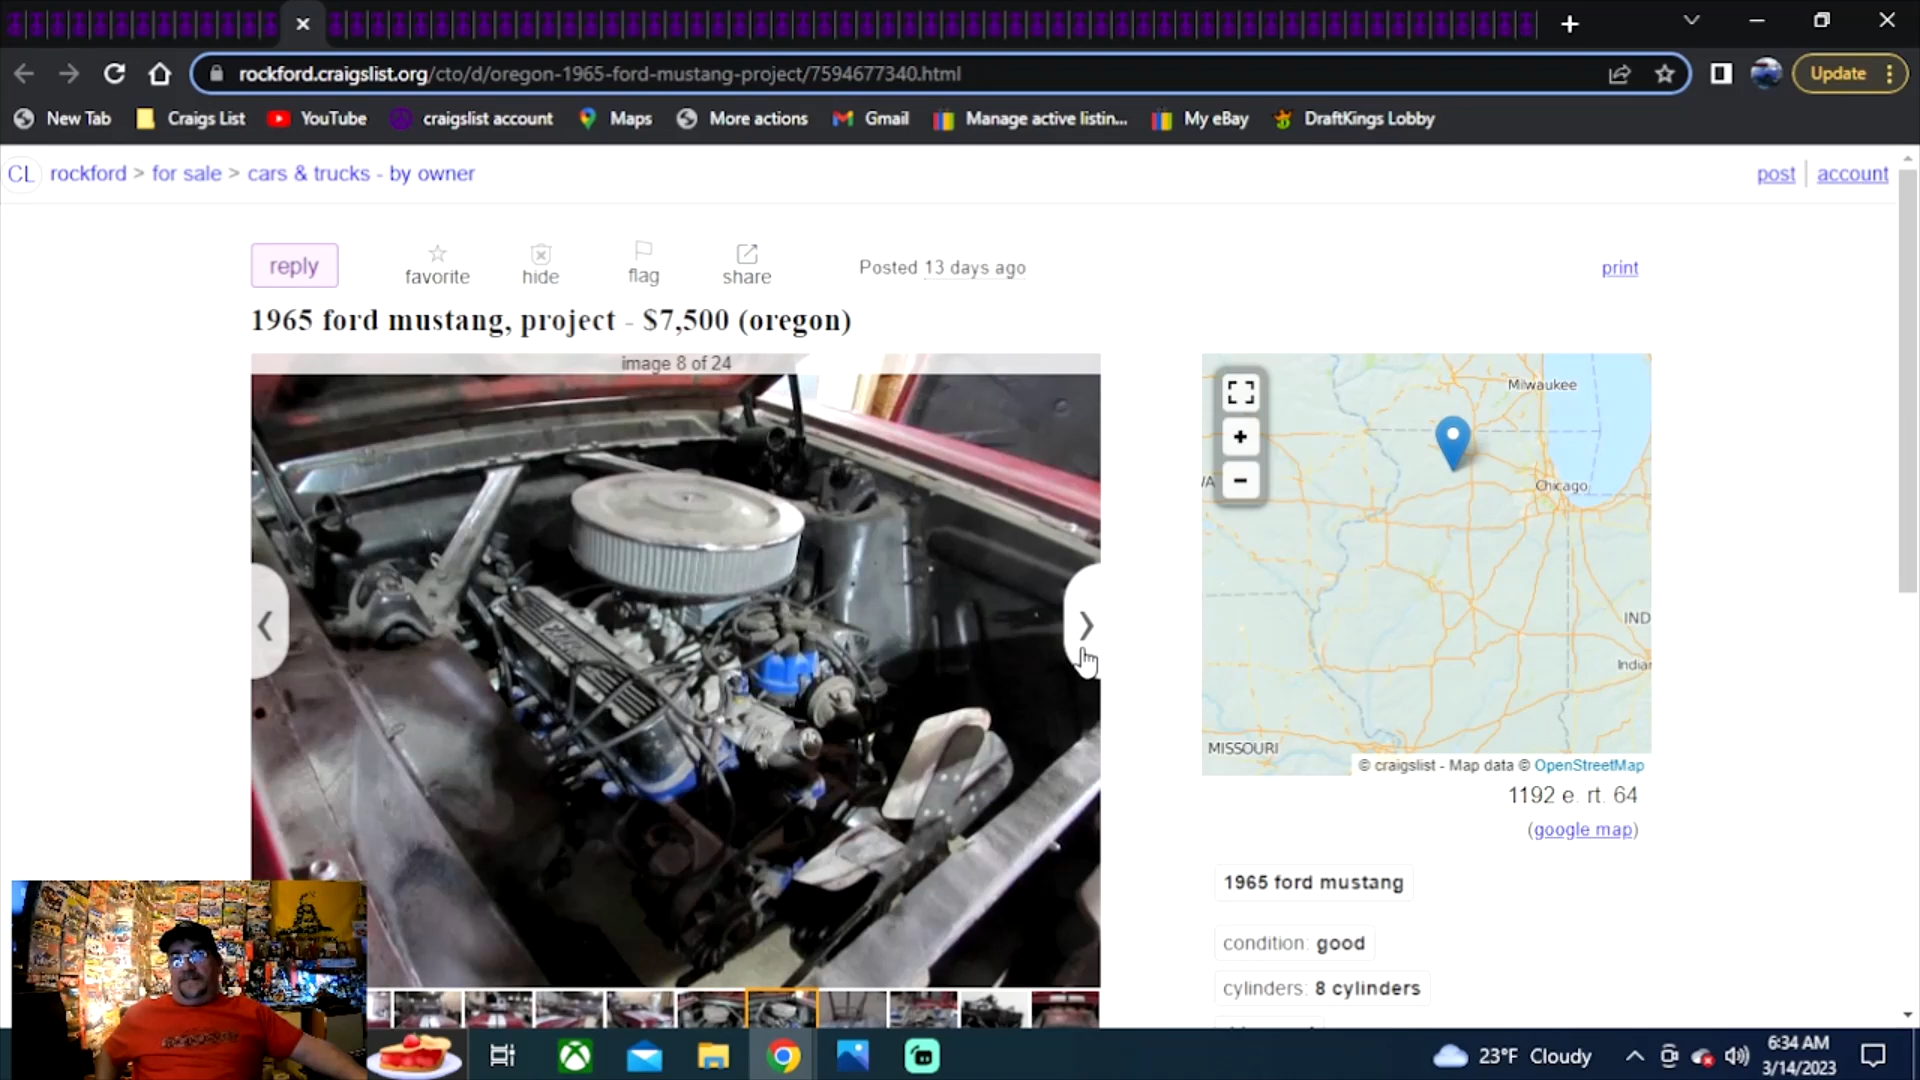 rockford.craigslist.org/cto/d/oregon-1965-ford-mustang-project/7594677340.html
Update
New Tab
Craigs List
YouTube
craigslist account
Maps
More actions
Gmail
Manage active listin...
My eBay
DraftKings Lobby
CL rockford > for sale > cars & trucks - by owner
post
account
reply
favorite
hide
flag
share
Posted 13 days ago
print
1965 ford mustang, project - $7,500 (oregon)
image 8 of 24
Milwaukee
Chicago
IND
Indiar
MISSOURI
© craigslist - Map data © OpenStreetMap
1192 e. rt. 64
(google map)
1965 ford mustang
condition: good
cylinders: 8 cylinders
23°F Cloudy
6:34 AM
3/14/2023